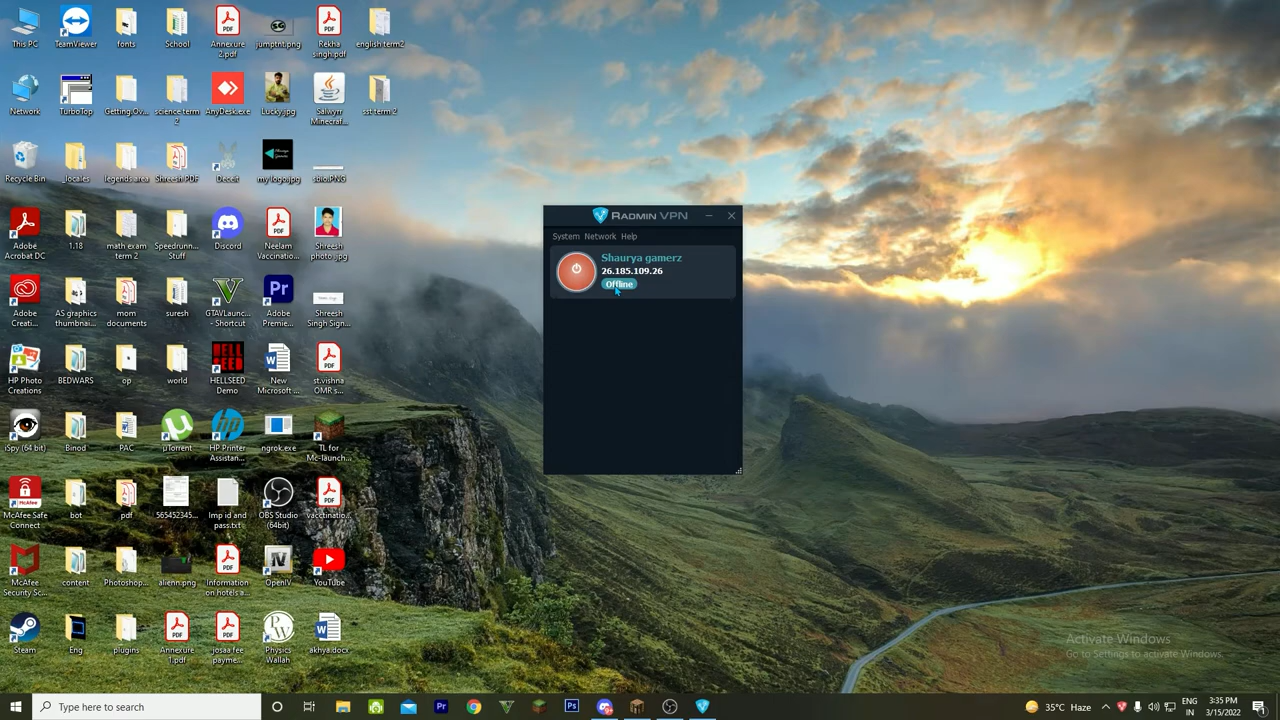 This PC
TeamViewer
fonts
School
Annexure
2.pdf
jumptnt.png
Rekha
singh.pdf
english term2
Network
TurboTop
Getting.Ov...
science term
2
AnyDesk.exe
Lucky.jpg
Salwyrr
Minecraf...
sst term 2
Recycle Bin
_locales
legends area
Shreesh PDF
Deceit
my logo.jpg
sbio.PNG
Adobe
Acrobat DC
1.18
math exam
term 2
Speedrunn...
Stuff
Discord
Neelam
Vaccinatio...
Shreesh
photo .jpg
Adobe
Creati...
AS graphics
thumbnai...
mom
documents
suresh
GTAVLaunc...
- Shortcut
Adobe
Premie...
Shreesh
Singh Sign...
HP Photo
Creations
BEDWARS
op
world
HELLSEED
Demo
New
Microsoft ...
st.vishna
OMR s...
iSpy (64 bit)
Binod
PAC
µTorrent
HP Printer
Assistan...
ngrok.exe
TL for
Mc-launch...
McAfee Safe
Connect
bot
pdf
565452345...
Imp id and
pass.txt
OBS Studio
(64bit)
vacctinatio...
McAfee
Security Sc...
content
Photoshop...
alienn.png
Information
on hotels a...
OpenIV
YouTube
Steam
Eng
plugins
Annexure
1.pdf
josaa fee
payme...
Physics
Wallah
akhya.docx
RADMIN VPN
System Network Help
Shaurya gamerz
26.185.109.26
Offline
Activate Windows
Go to Settings to activate Windows.
Type here to search
35°C Haze
ENG
IN
3:35 PM
3/15/2022